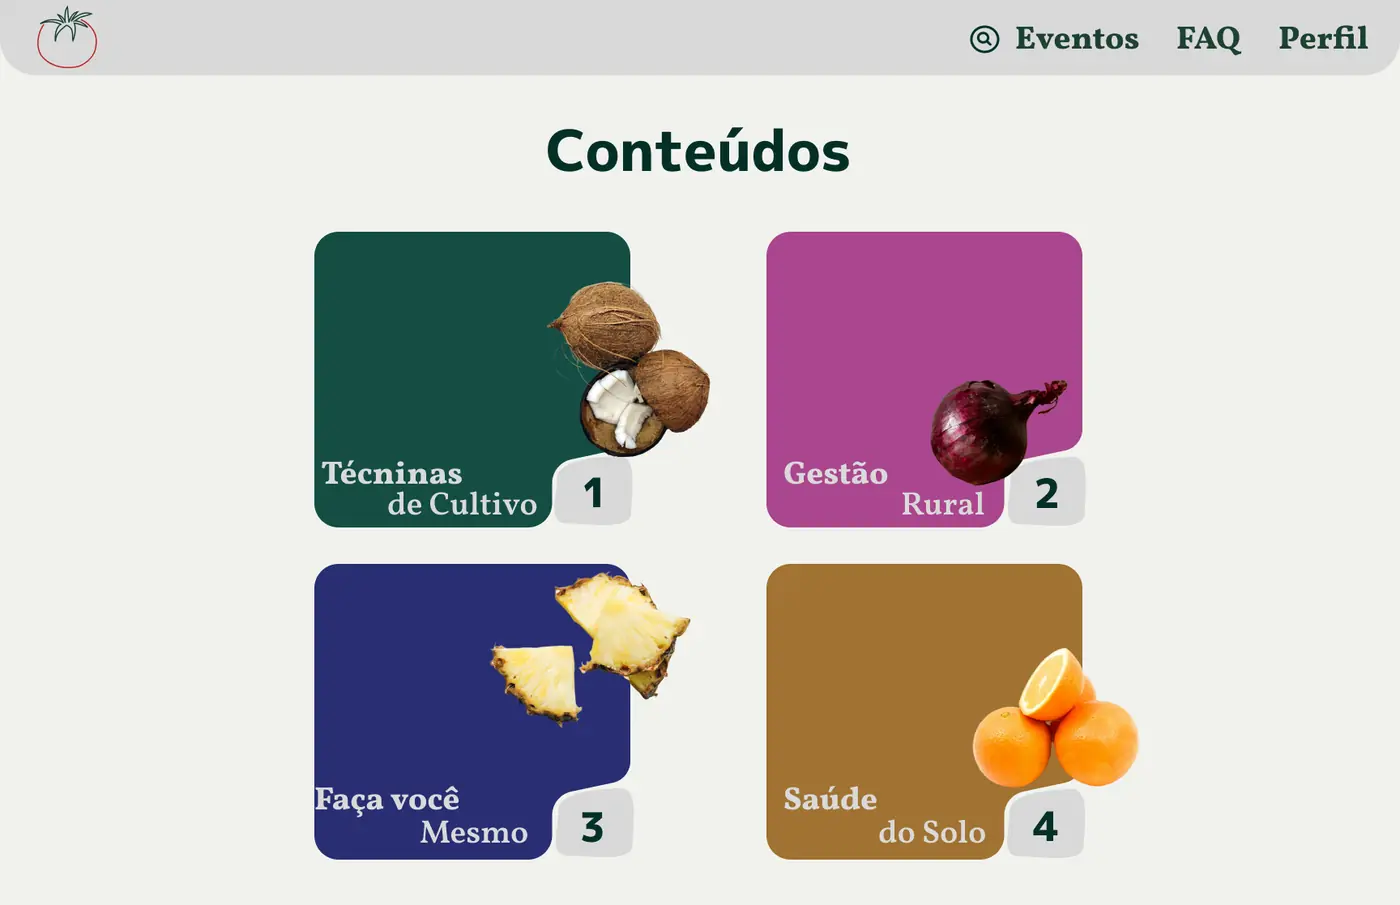 Eventos FAQ Perfil
Conteúdos
Técninas
de Cultivo
1
Gestão
Rural
2
Faça você
Mesmo
3
Saúde
do Solo
4